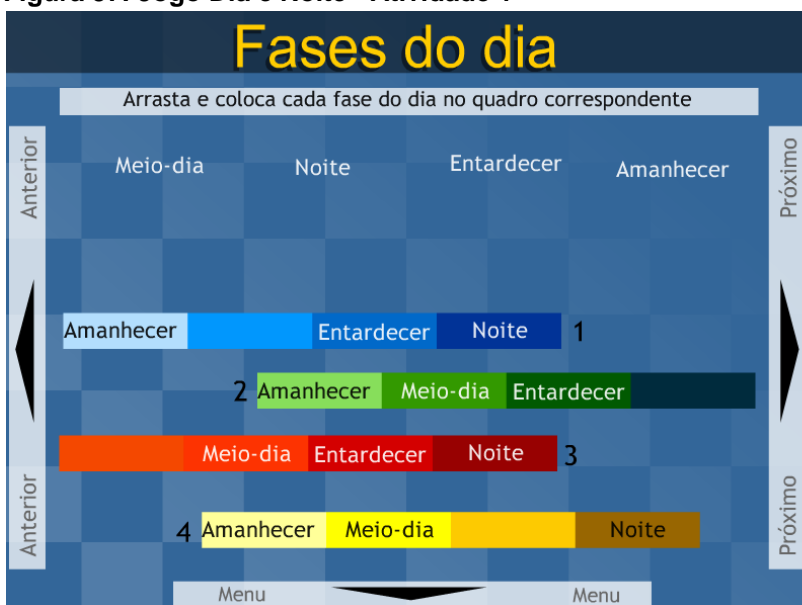 Fases do dia
Arrasta e coloca cada fase do dia no quadro correspondente
Anterior
Próximo
Meio-dia Noite Entardecer Amanhecer
Amanhecer Entardecer Noite 1
2 Amanhecer Meio-dia Entardecer
Meio-dia Entardecer Noite 3
4 Amanhecer Meio-dia Noite
Anterior
Próximo
Menu Menu